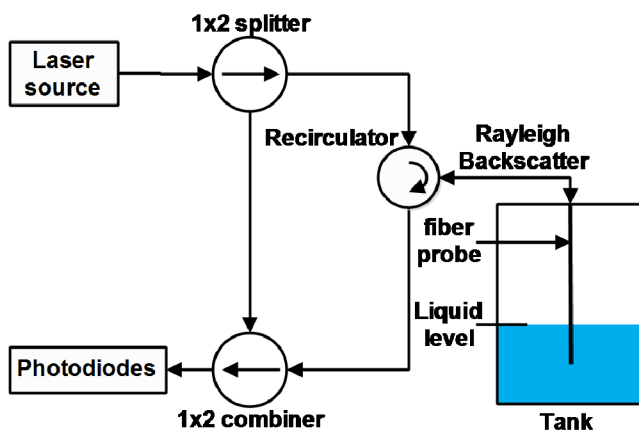 1x2 splitter
Laser
source
Recirculator
Rayleigh
Backscatter
fiber
probe
Liquid
level
Photodiodes
1x2 combiner
Tank